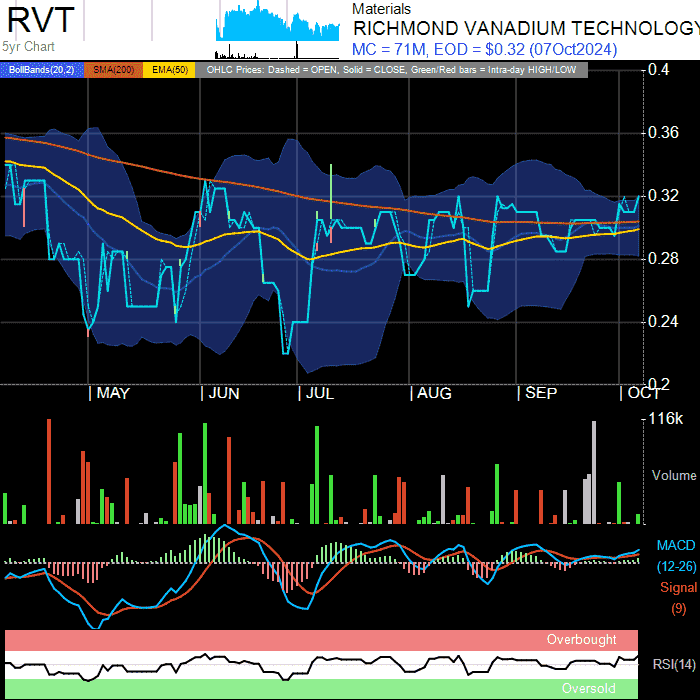 RVT
5yr Chart
Materials
RICHMOND VANADIUM TECHNOLOGY
MC = 71M, EOD = $0.32 (07Oct2024)
BollBands(20,2) SMA(200) EMA(50) OHLC Prices: Dashed = OPEN, Solid = CLOSE, Green/Red bars = Intra-day HIGH/LOW
0.4
0.36
0.32
0.28
0.24
0.2
MAY JUN JUL AUG SEP OCT
116k
Volume
MACD
(12-26)
Signal
(9)
Overbought
RSI(14)
Oversold